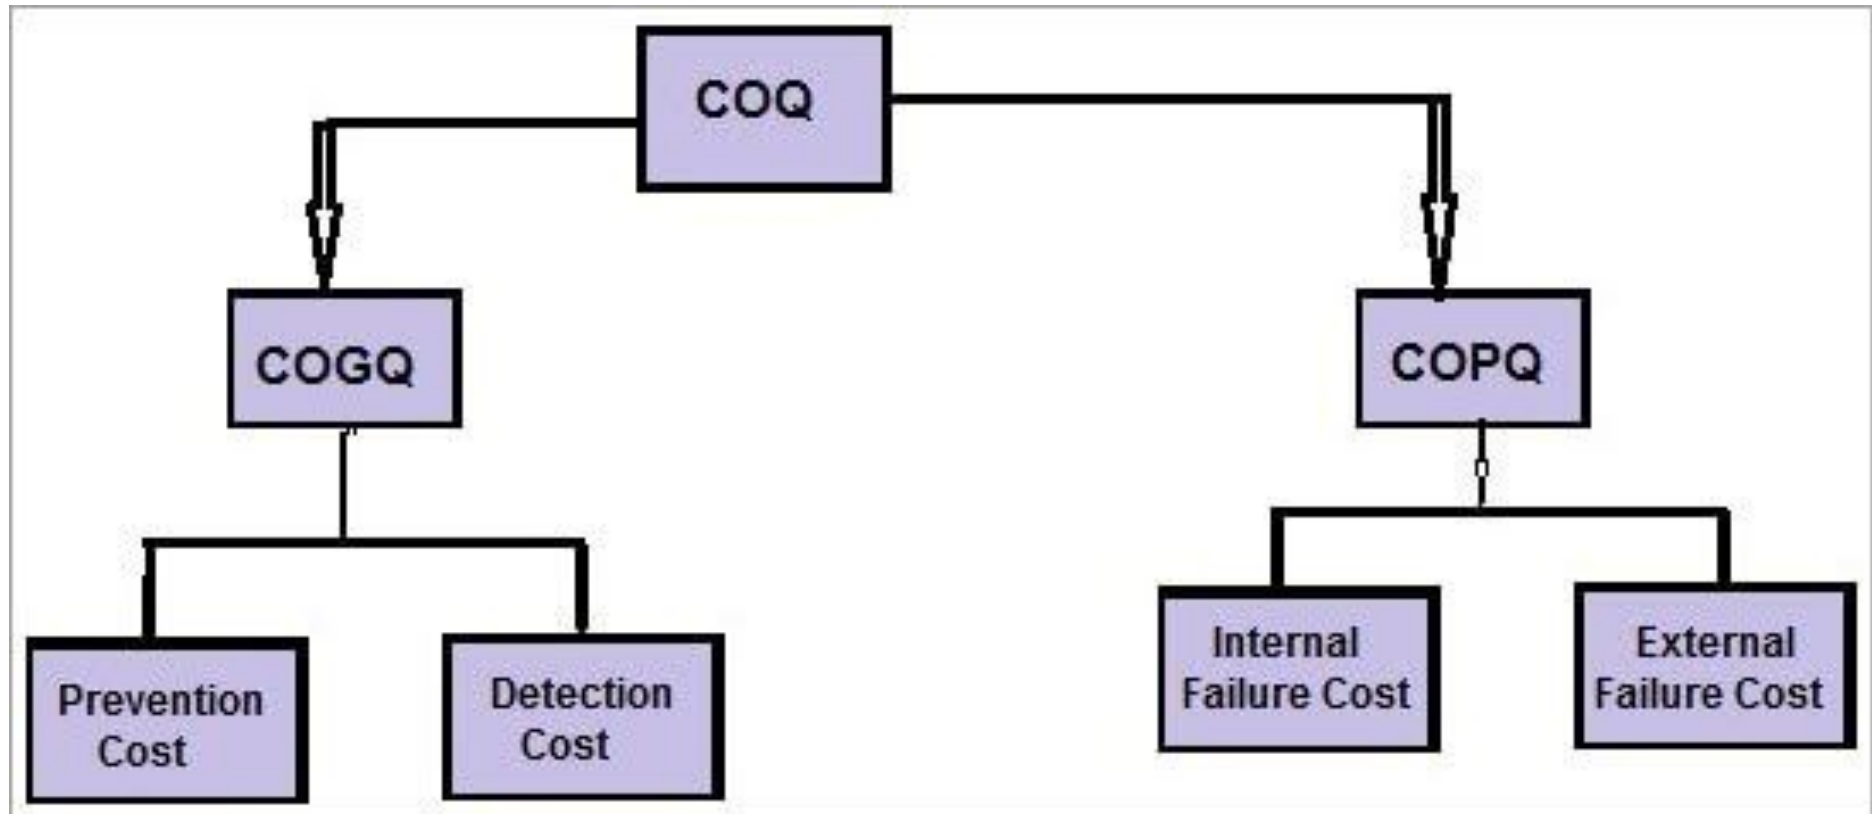 COQ
COGQ
COPQ
Prevention
Cost
Detection
Cost
Internal
Failure Cost
External
Failure Cost